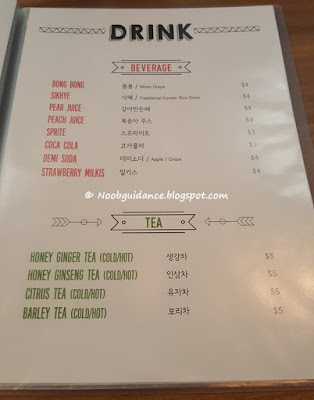 DRINK
BEVERAGE
BONG BONG 봉봉 / White Grape $4
SIKHYE 식혜 / Traditional Korean Rice Drink $4
PEAR JUICE 갈아만든배 $4
PEACH JUICE 복숭아 주스 $4
SPRITE 스프라이트 $3
COCA COLA 코카콜라 $3
DEMI SODA 데미소다 / Apple / Grape $4
STRAWBERRY MILKIS 밀키스 $4
© Noobguidance.blogspot.com
TEA
HONEY GINGER TEA (COLD/HOT) 생강차 $5
HONEY GINSENG TEA (COLD/HOT) 인삼차 $5
CITRUS TEA (COLD/HOT) 유자차 $5
BARLEY TEA (COLD/HOT) 보리차 $5